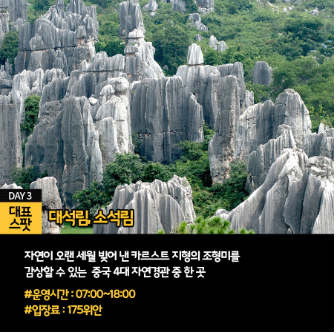 DAY 3
대표
스팟
대석림, 소석림
자연이 오랜 세월 빚어 낸 카르스트 지형의 조형미를
감상할 수 있는 중국 4대 자연경관 중 한 곳
#운영시간 : 07:00~18:00
#입장료 : 175위안